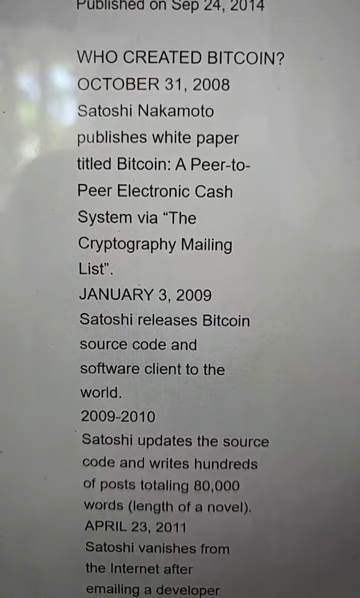 Published on Sep 24, 2014
WHO CREATED BITCOIN?
OCTOBER 31, 2008
Satoshi Nakamoto
publishes white paper
titled Bitcoin: A Peer-to-
Peer Electronic Cash
System via “The
Cryptography Mailing
List”.
JANUARY 3, 2009
Satoshi releases Bitcoin
source code and
software client to the
world.
2009-2010
Satoshi updates the source
code and writes hundreds
of posts totaling 80,000
words (length of a novel).
APRIL 23, 2011
Satoshi vanishes from
the Internet after
emailing a developer